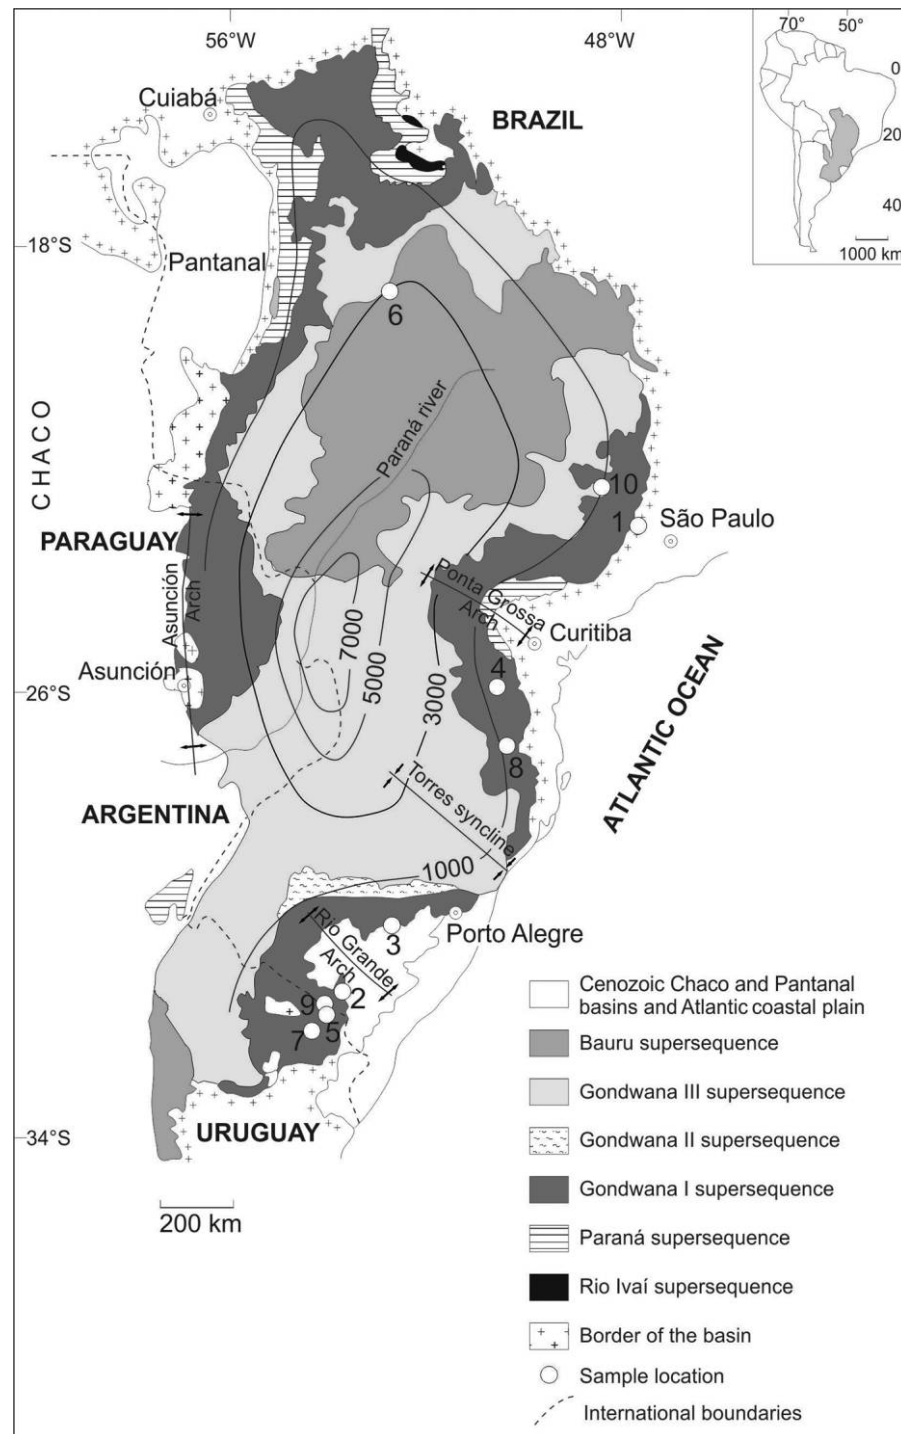 56°W
48°W
70° 50°
0
20
40
1000 km
Cuiabá
BRAZIL
18°S
Pantanal
6
CHACO
Paraná river
10
1
São Paulo
PARAGUAY
Ponta Grossa
Arch
Asunción
Arch
Curitiba
7000
5000
3000
Asunción
4
26°S
8
ATLANTIC OCEAN
Torres syncline
ARGENTINA
1000
Rio Grande
Arch
3
Porto Alegre
2
9
5
7
URUGUAY
34°S
200 km
Cenozoic Chaco and Pantanal
basins and Atlantic coastal plain
Bauru supersequence
Gondwana III supersequence
Gondwana II supersequence
Gondwana I supersequence
Paraná supersequence
Rio Ivaí supersequence
Border of the basin
Sample location
International boundaries